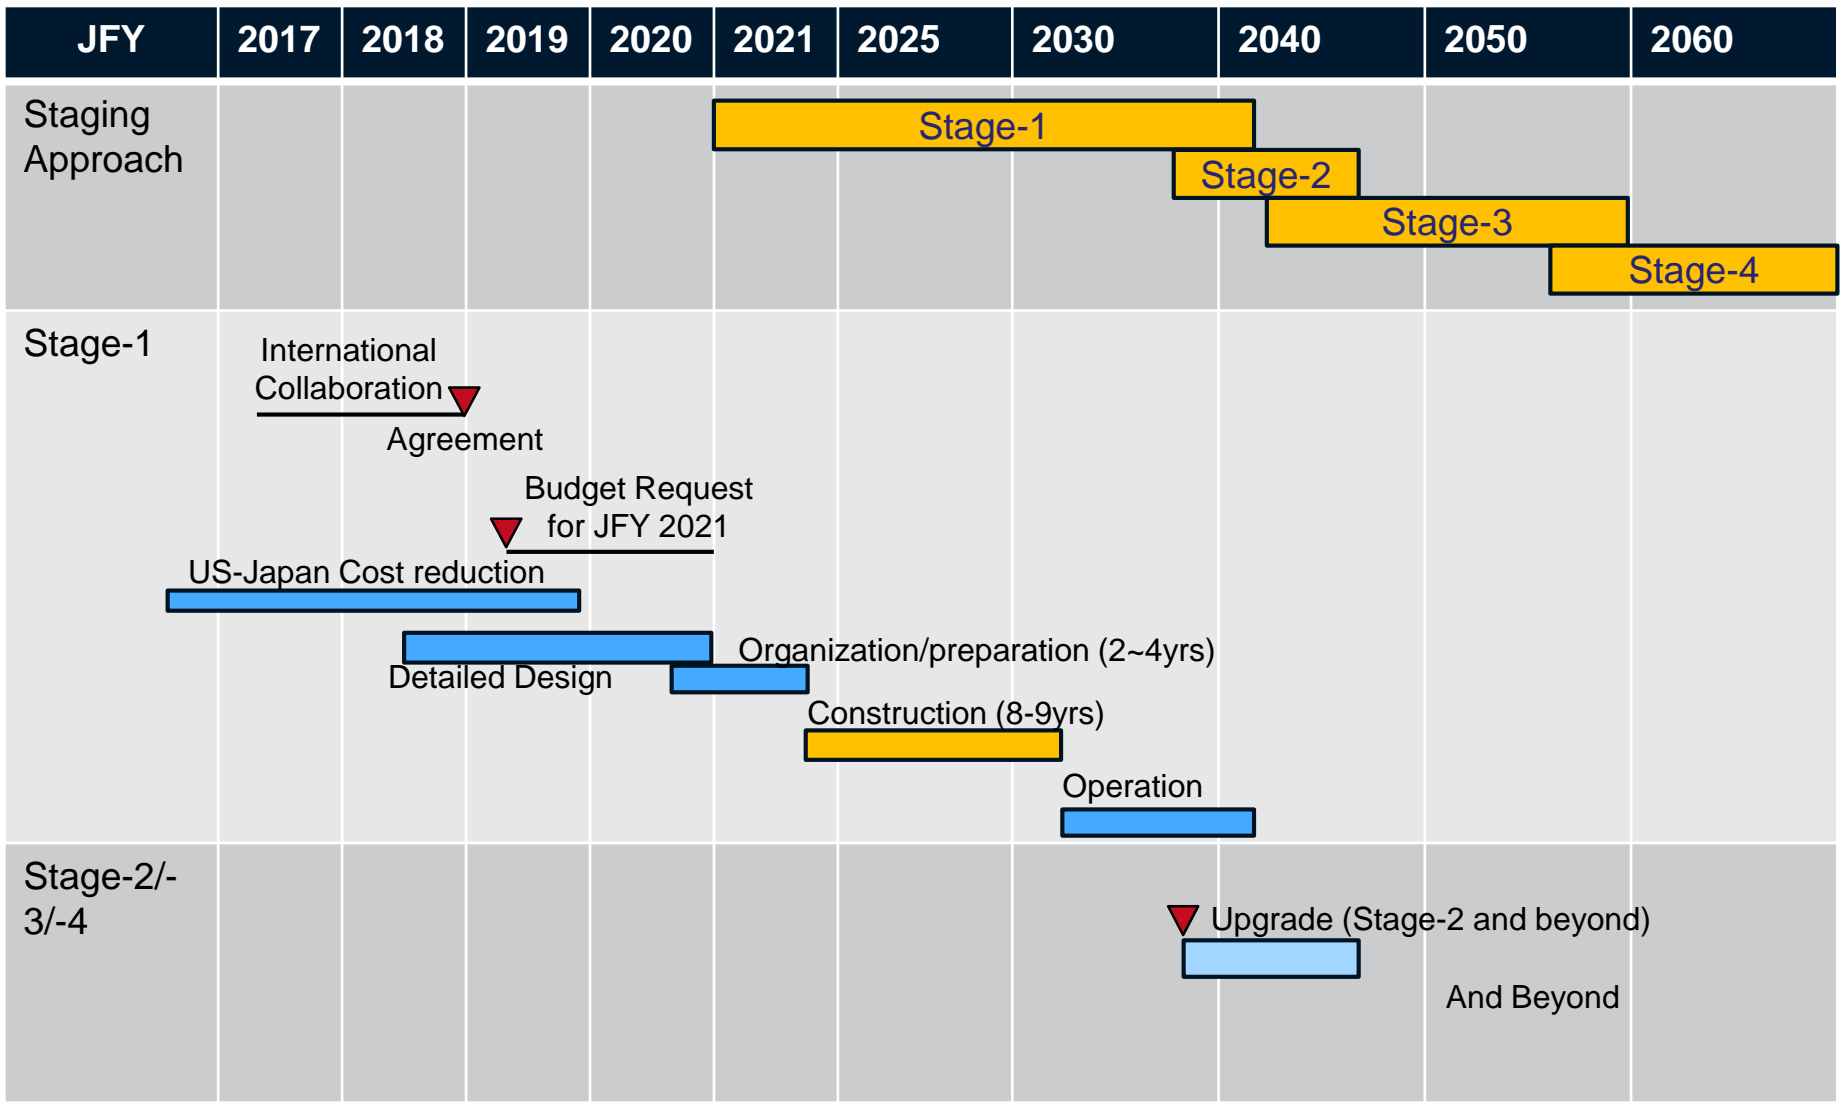 JFY 2017 2018 2019 2020 2021 2025 2030 2040 2050 2060
Staging
Approach
Stage-1
Stage-2
Stage-3
Stage-4
Stage-1
International
Collaboration
Agreement
Budget Request
for JFY 2021
US-Japan Cost reduction
Organization/preparation (2~4yrs)
Detailed Design
Construction (8-9yrs)
Operation
Stage-2/-
3/-4
Upgrade (Stage-2 and beyond)
And Beyond